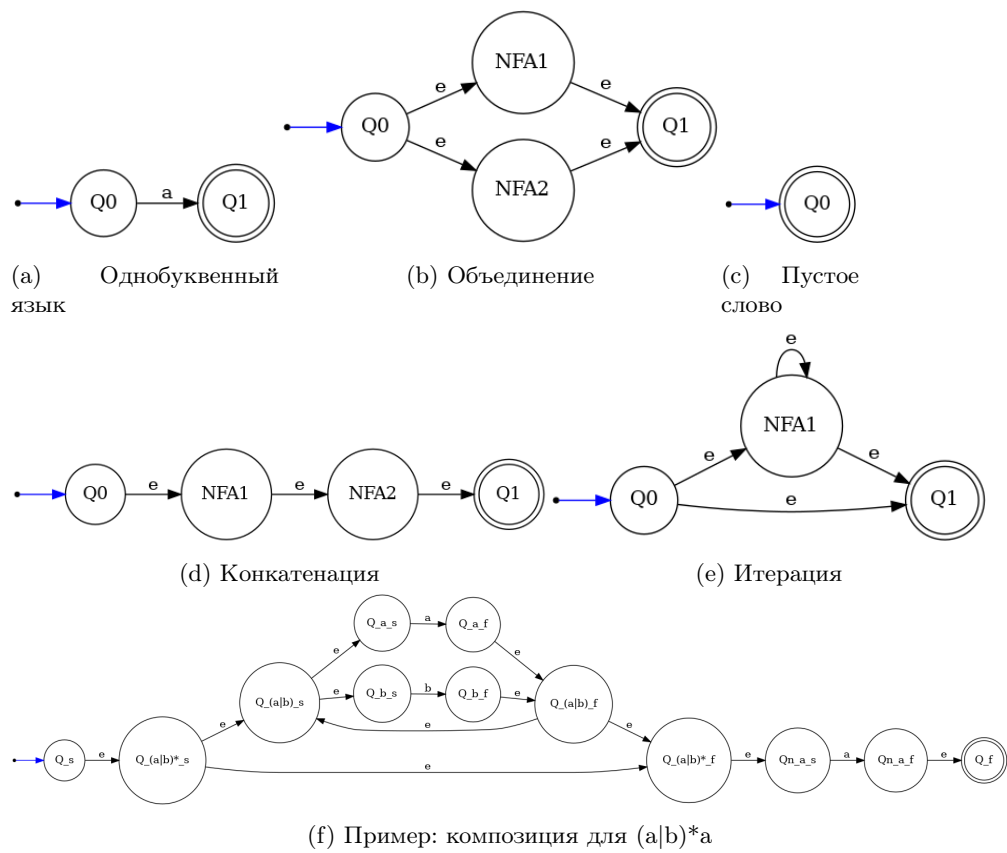 NFA1
e
e
Q0
Q1
e
e
NFA2
Q0
a
Q1
Q0
(a) Однобуквенный
язык
(b) Объединение
(c) Пустое
слово
e
NFA1
e
e
Q0
e
NFA1
e
NFA2
e
Q1
Q0
e
Q1
(d) Конкатенация
(e) Итерация
Q_a_s
a
Q_a_f
e
e
Q_b_s
b
Q_b_f
e
e
Q_(a|b)_s
Q_(a|b)_f
e
e
e
Q_s
e
Q_(a|b)*_s
e
Q_(a|b)*_f
e
Qn_a_s
a
Qn_a_f
e
Q_f
(f) Пример: композиция для (a|b)*a